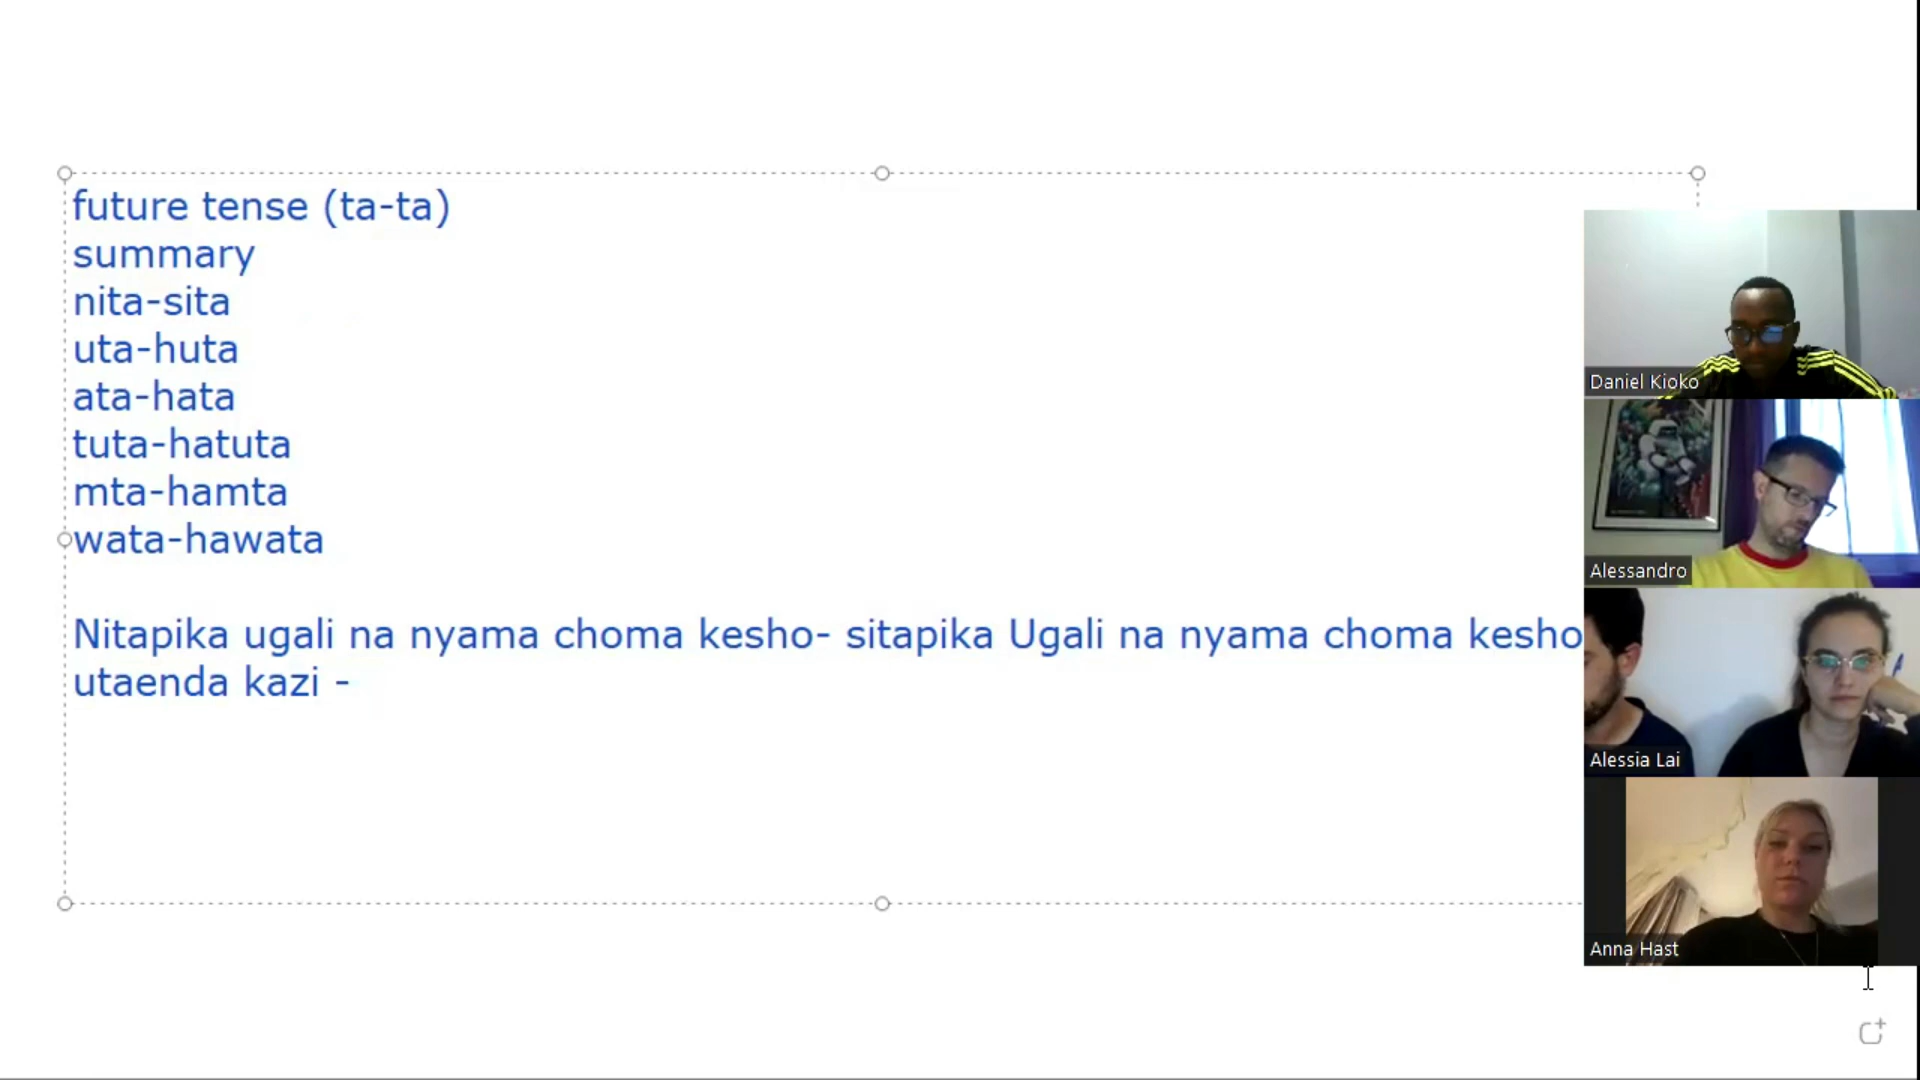 future tense (ta-ta)
summary
nita-sita
uta-huta
ata-hata
tuta-hatuta
mta-hamta
wata-hawata
Nitapika ugali na nyama choma kesho- sitapika Ugali na nyama choma kesho
utaenda kazi -
Daniel Kioko
Alessandro
Alessia Lai
Anna Hast